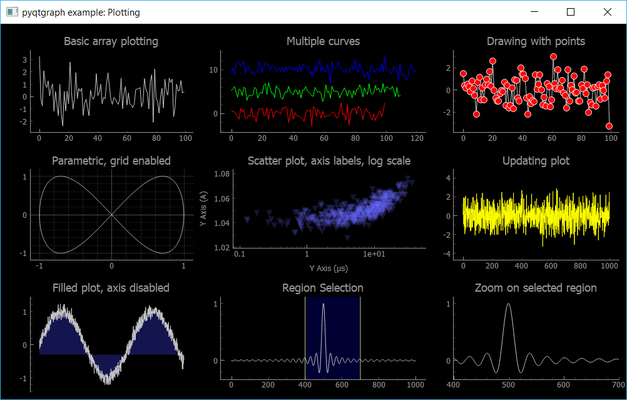 pyqtgraph example: Plotting
Basic array plotting
Multiple curves
Drawing with points
3
2
1
0
-1
-2
0 20 40 60 80 100
10
0
0 20 40 60 80 100 120
2
0
-2
0 20 40 60 80 100
Parametric, grid enabled
Scatter plot, axis labels, log scale
Updating plot
1
0
-1
-1 0 1
Y Axis (A)
1.08
1.06
1.04
1.02
0.1 1 1e+01
Y Axis (µs)
4
2
0
-2
-4
0 200 400 600 800 1000
Filled plot, axis disabled
Region Selection
Zoom on selected region
1
0
-1
1
0
0 200 400 600 800 1000
1
0
400 500 600 700